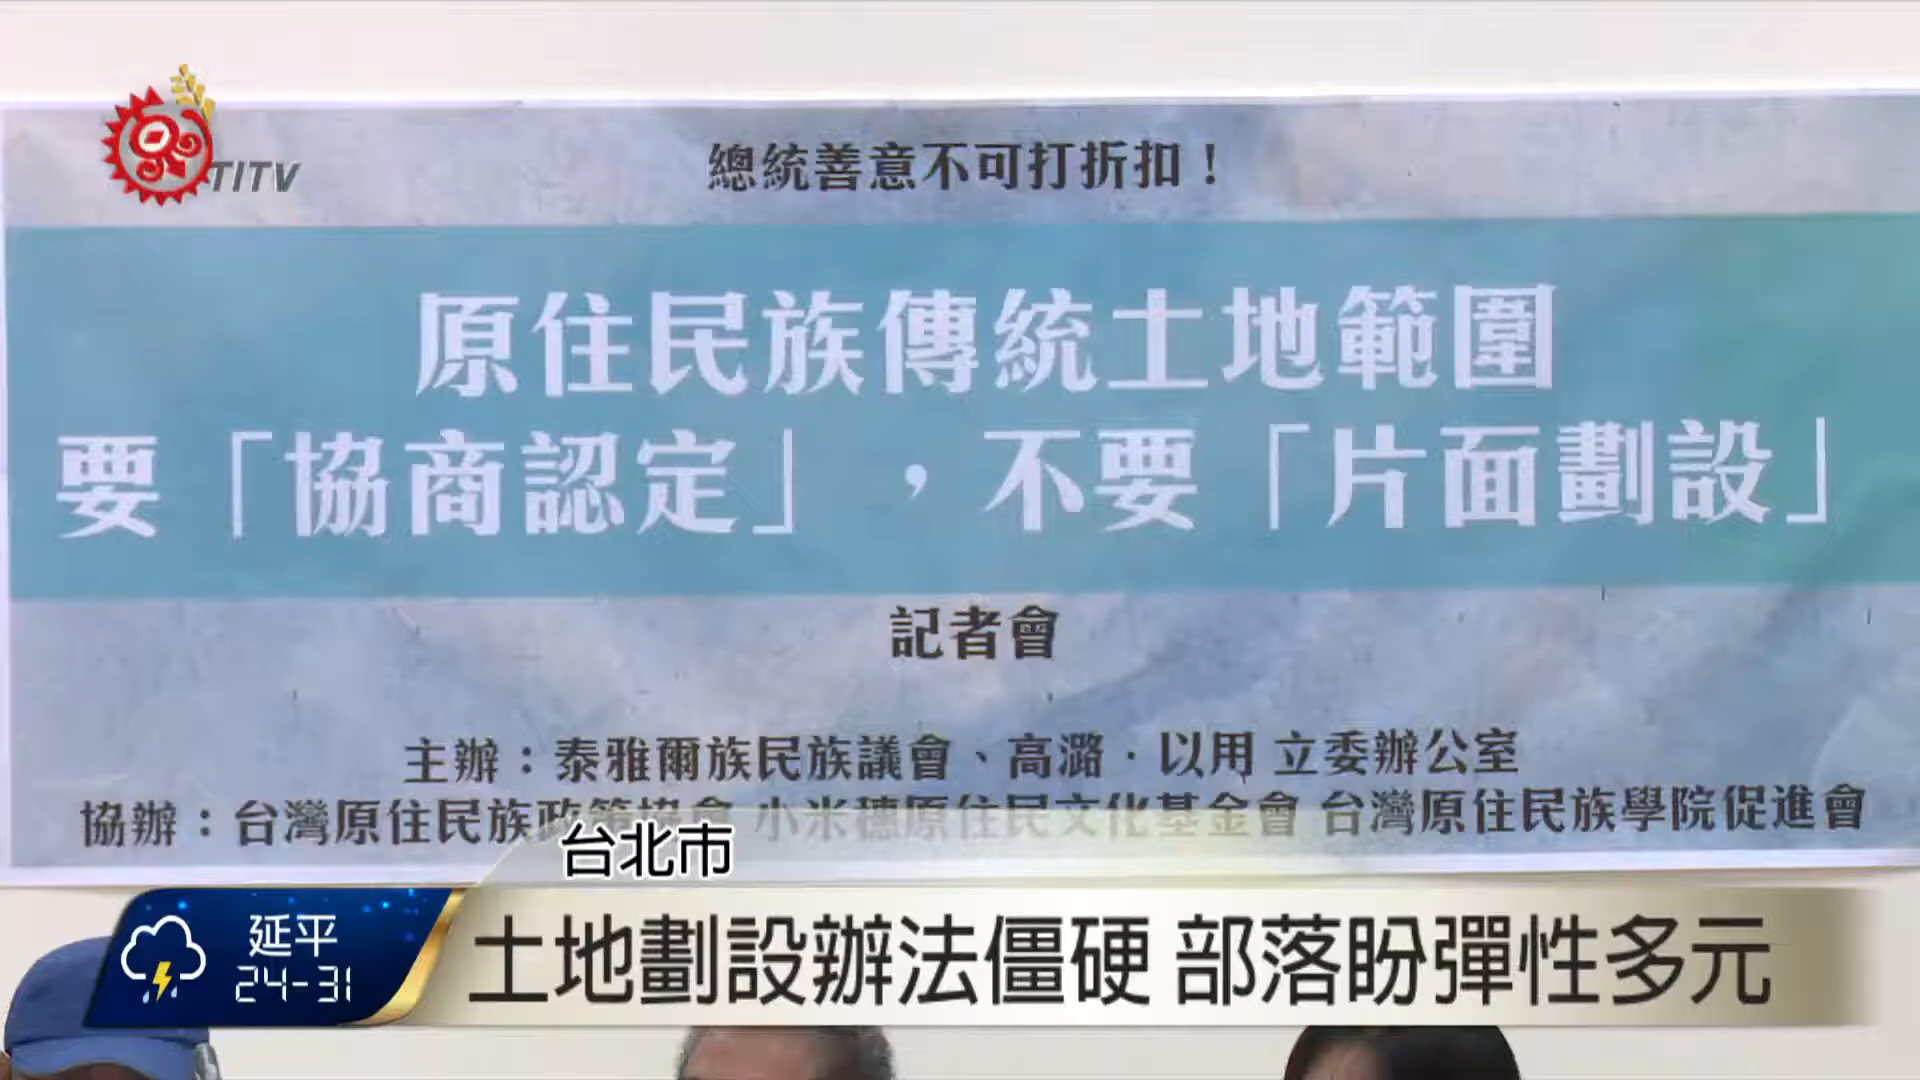 TITV
總統善意不可打折扣！
原住民族傳統土地範圍
要「協商認定」，不要「片面劃設」
記者會
主辦：泰雅爾族民族議會、高潞．以用 立委辦公室
協辦：台灣原住民族政策協會 小米穗原住民文化基金會 台灣原住民族學院促進會
台北市
延平
24-31
土地劃設辦法僵硬 部落盼彈性多元